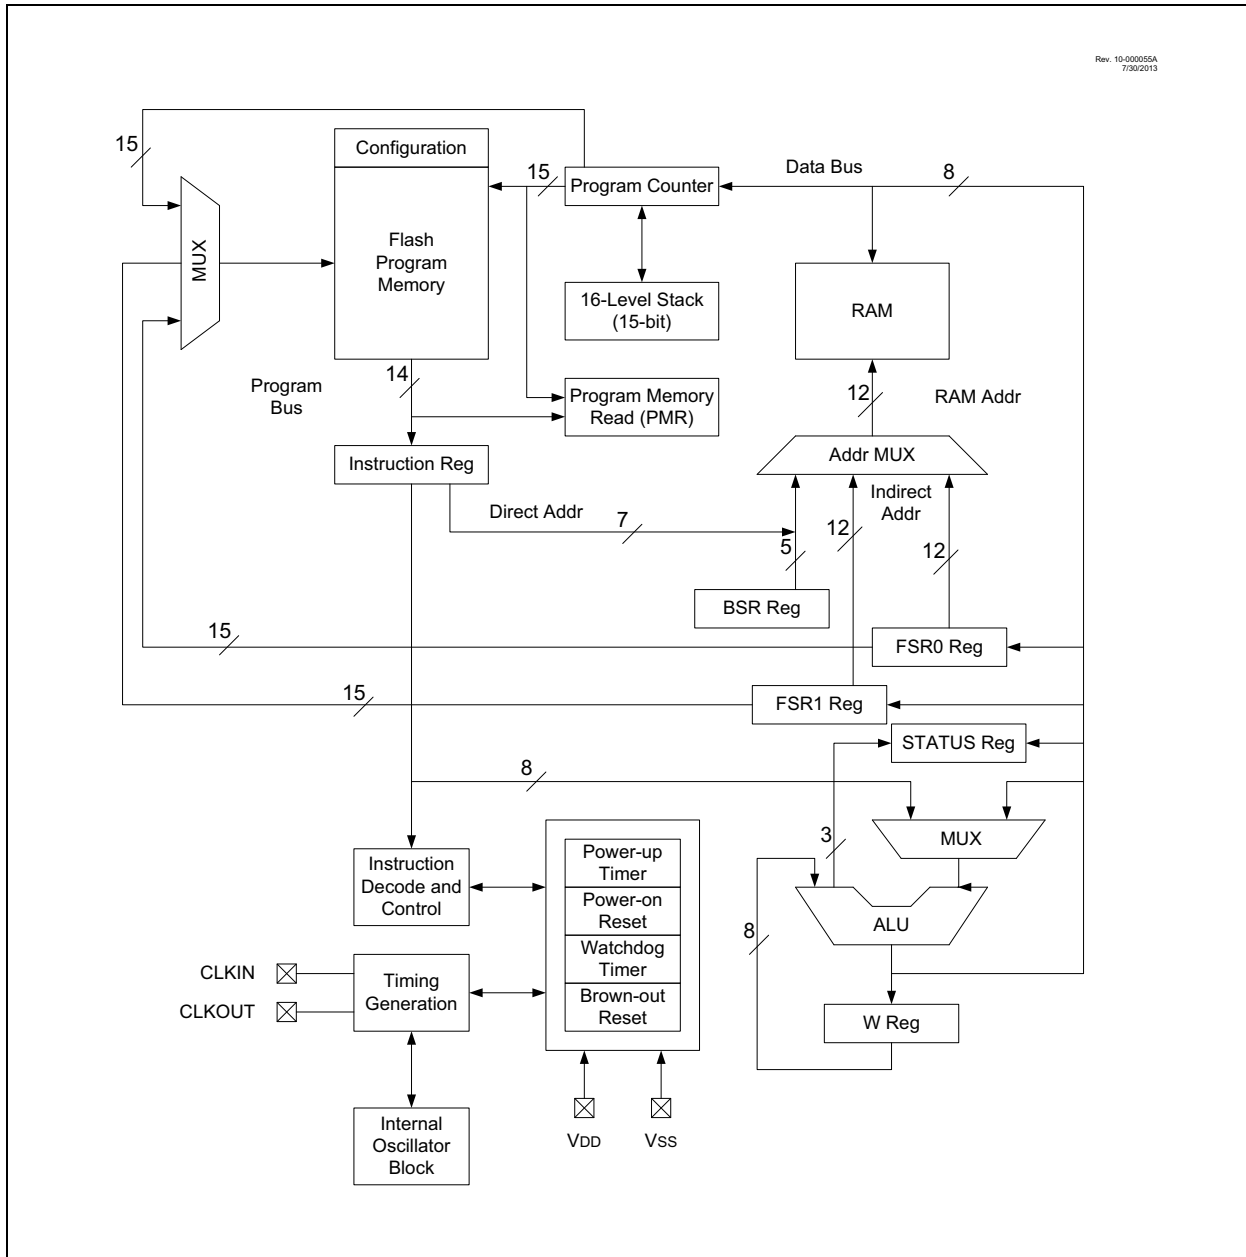 Rev. 10-000055A
7/30/2013
15
Configuration
15
Program Counter
Data Bus
8
MUX
Flash
Program
Memory
16-Level Stack
(15-bit)
RAM
14
Program
Bus
Program Memory
Read (PMR)
12
RAM Addr
Addr MUX
Instruction Reg
Indirect
Addr
Direct Addr
7
5
12
12
BSR Reg
15
FSR0 Reg
15
FSR1 Reg
STATUS Reg
8
3
MUX
Power-up
Timer
Instruction
Decode and
Control
Power-on
Reset
8
ALU
Watchdog
Timer
CLKIN
Timing
Generation
CLKOUT
Brown-out
Reset
W Reg
Internal
Oscillator
Block
VDD
VSS